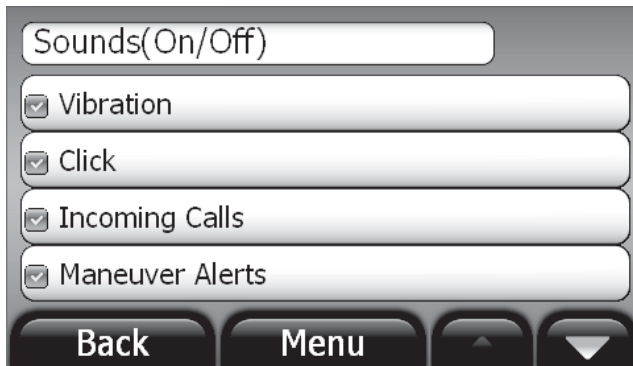 Sounds(On/Off)
Vibration
Click
Incoming Calls
Maneuver Alerts
Back Menu